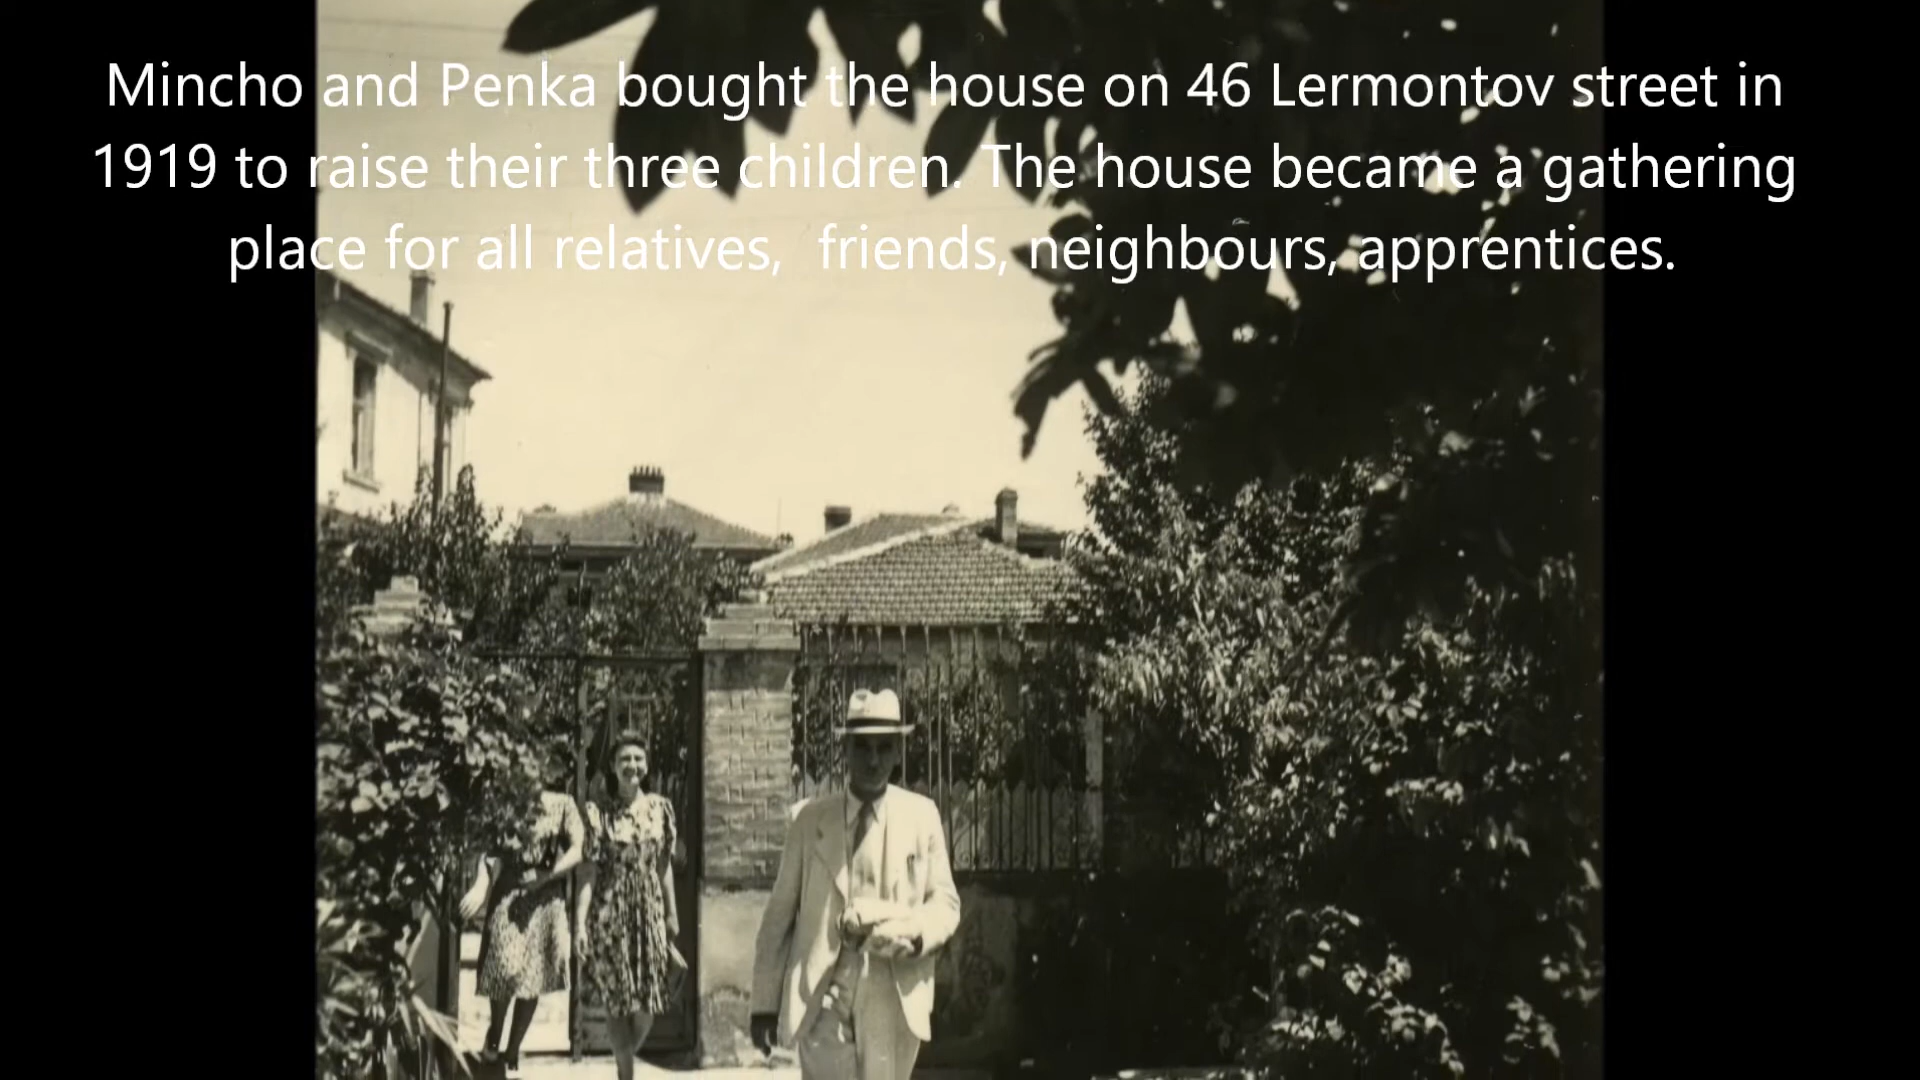 Mincho and Penka bought the house on 46 Lermontov street in
1919 to raise their three children. The house became a gathering
place for all relatives,  friends, neighbours, apprentices.